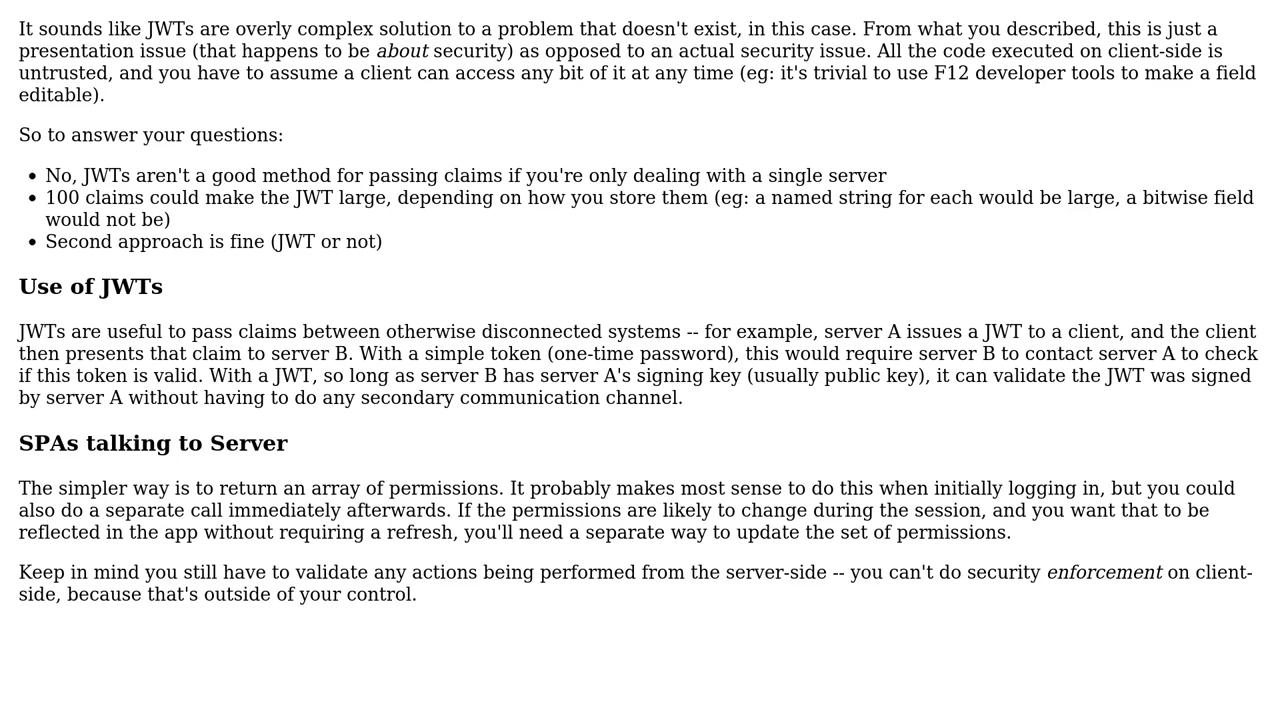 It sounds like JWTs are overly complex solution to a problem that doesn't exist, in this case. From what you described, this is just a
presentation issue (that happens to be about security) as opposed to an actual security issue. All the code executed on client-side is
untrusted, and you have to assume a client can access any bit of it at any time (eg: it's trivial to use F12 developer tools to make a field
editable).
So to answer your questions:
• No, JWTs aren't a good method for passing claims if you're only dealing with a single server
• 100 claims could make the JWT large, depending on how you store them (eg: a named string for each would be large, a bitwise field
would not be)
• Second approach is fine (JWT or not)
Use of JWTs
JWTs are useful to pass claims between otherwise disconnected systems -- for example, server A issues a JWT to a client, and the client
then presents that claim to server B. With a simple token (one-time password), this would require server B to contact server A to check
if this token is valid. With a JWT, so long as server B has server A's signing key (usually public key), it can validate the JWT was signed
by server A without having to do any secondary communication channel.
SPAs talking to Server
The simpler way is to return an array of permissions. It probably makes most sense to do this when initially logging in, but you could
also do a separate call immediately afterwards. If the permissions are likely to change during the session, and you want that to be
reflected in the app without requiring a refresh, you'll need a separate way to update the set of permissions.
Keep in mind you still have to validate any actions being performed from the server-side -- you can't do security enforcement on client-
side, because that's outside of your control.